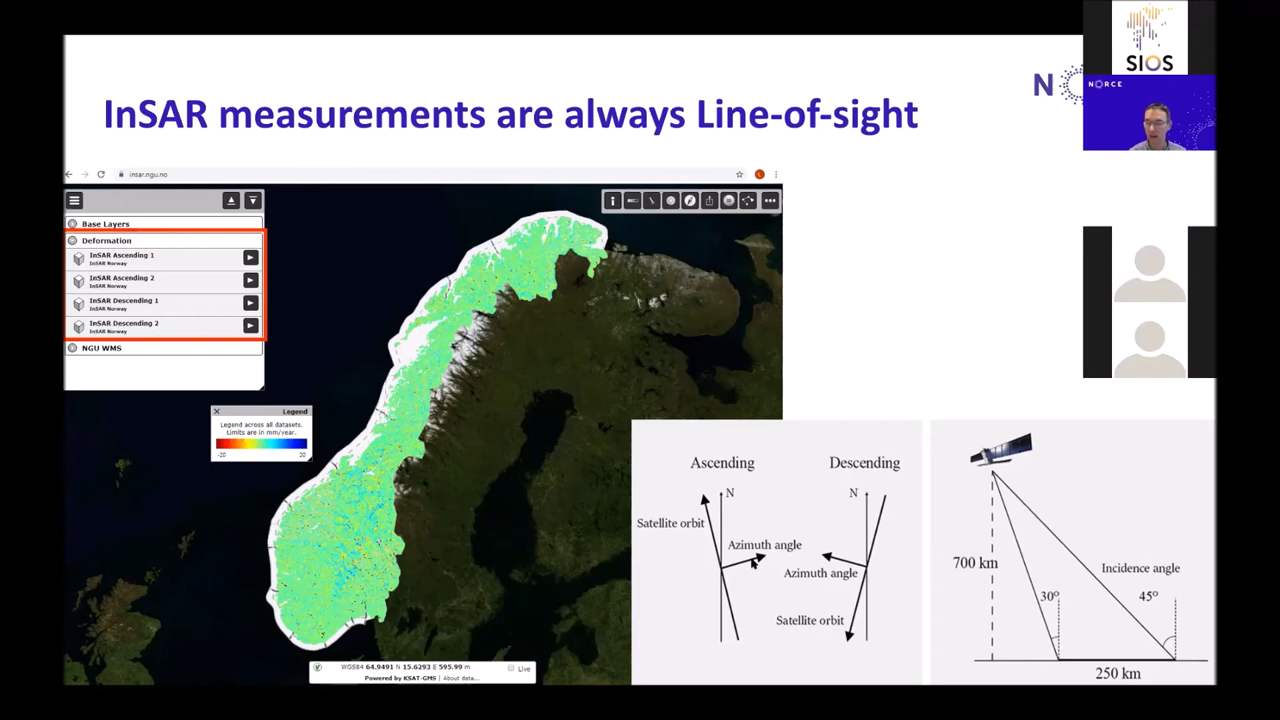 InSAR measurements are always Line-of-sight
N
SIOS
NORCE
insar.ngu.no
Base Layers
Deformation
InSAR Ascending 1
InSAR Norway
InSAR Ascending 2
InSAR Norway
InSAR Descending 1
InSAR Norway
InSAR Descending 2
InSAR Norway
NGU WMS
Legend
Legend across all datasets.
Limits are in mm/year.
-20 20
WGS84 64.9491 N 15.6293 E 595.99 m
Live
Powered by KSAT-GMS | About data...
Ascending
N
Satellite orbit
Azimuth angle
Descending
N
Azimuth angle
Satellite orbit
700 km
Incidence angle
30º
45º
250 km